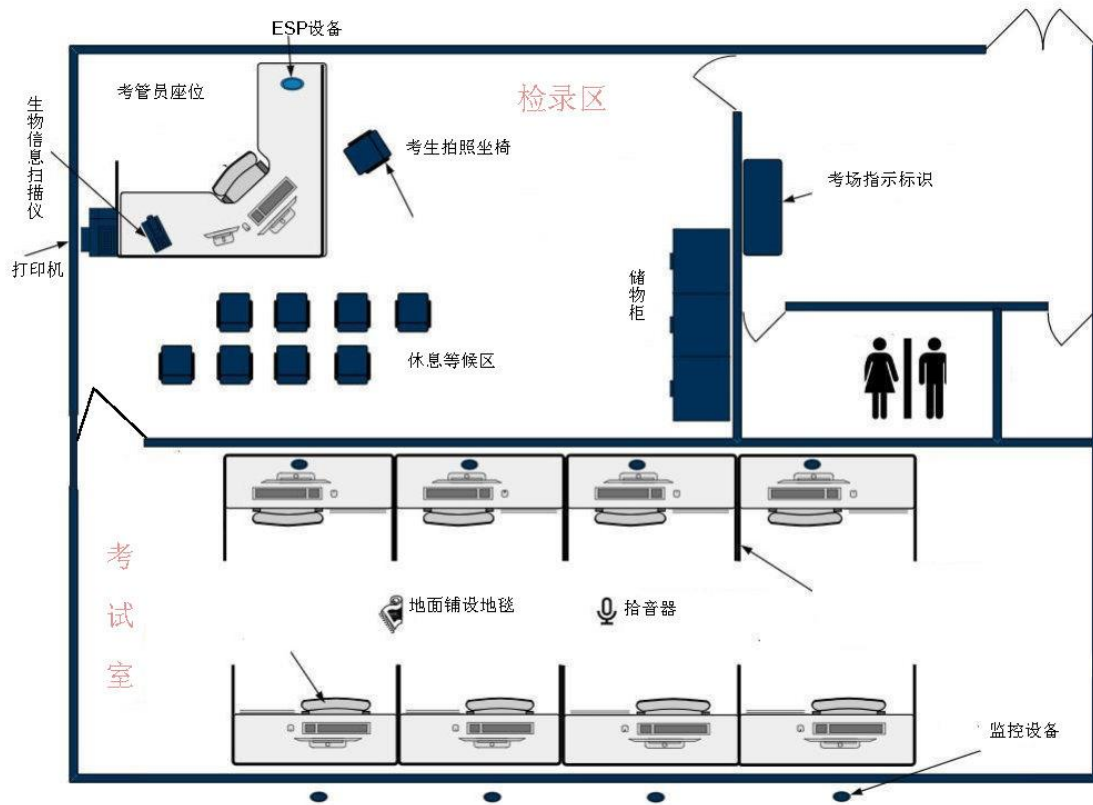 ESP设备
考管员座位
检录区
生物信息扫描仪
考生拍照坐椅
考场指示标识
打印机
储物柜
休息等候区
考试室
地面铺设地毯
拾音器
监控设备